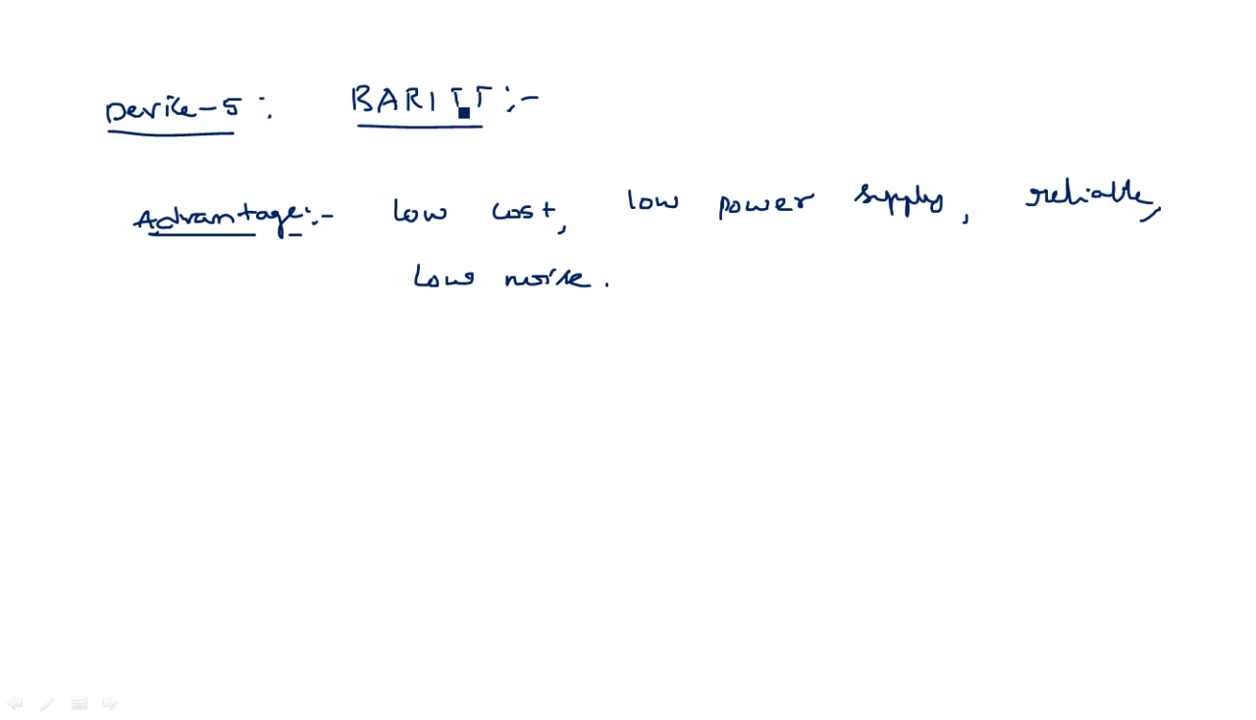 Device-5 : BARITT :-
Advantage :- low cost, low power supply, reliable,
Low noise.